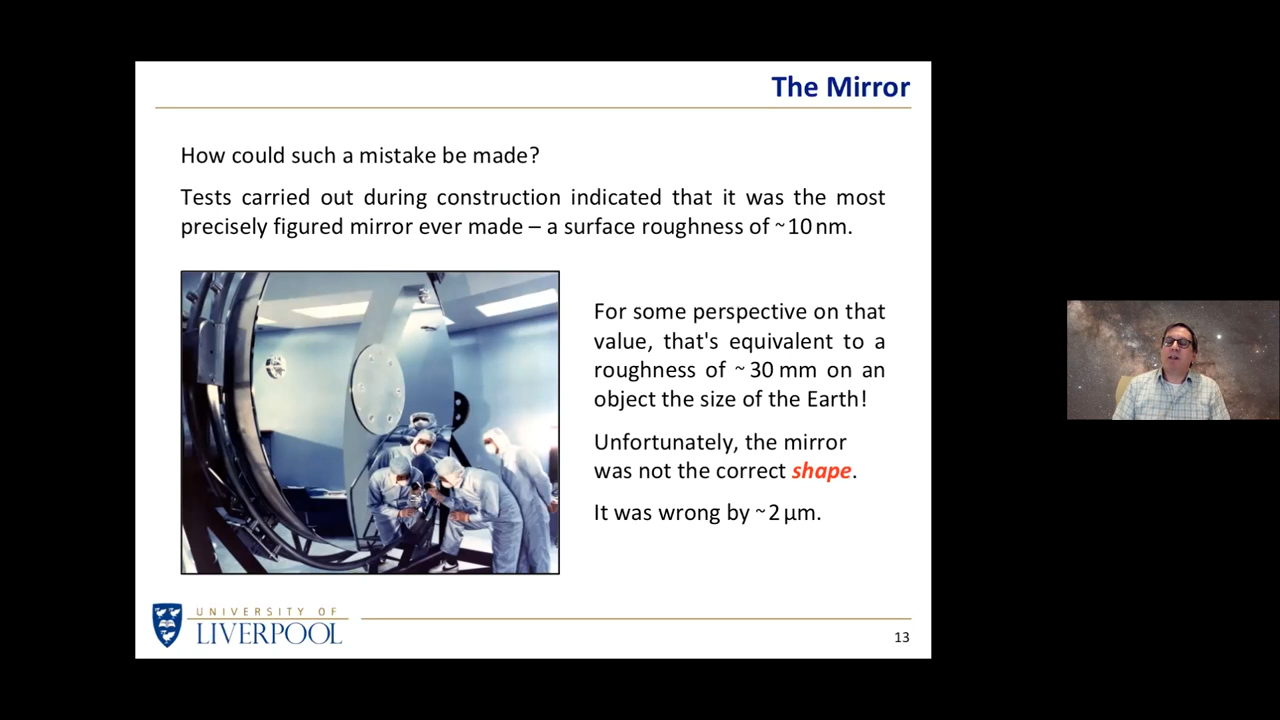 The Mirror
How could such a mistake be made?
Tests carried out during construction indicated that it was the most
precisely figured mirror ever made – a surface roughness of ~10 nm.
For some perspective on that
value, that's equivalent to a
roughness of ~ 30 mm on an
object the size of the Earth!
Unfortunately, the mirror
was not the correct shape.
It was wrong by ~2 µm.
UNIVERSITY OF
LIVERPOOL
13